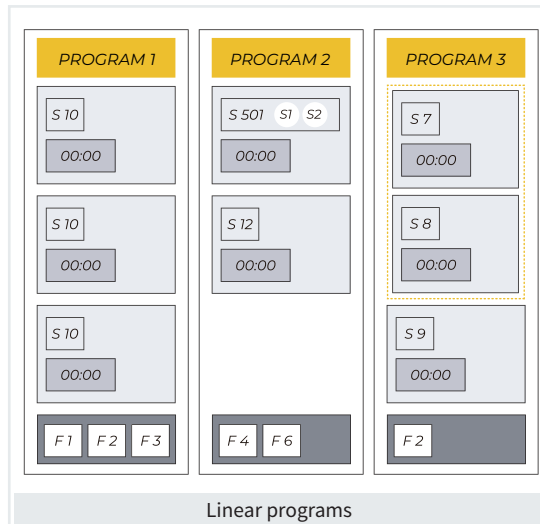 PROGRAM 1
S 10
00:00
S 10
00:00
S 10
00:00
F 1 F 2 F 3
PROGRAM 2
S 501 S1 S2
00:00
S 12
00:00
F 4 F 6
PROGRAM 3
S 7
00:00
S 8
00:00
S 9
00:00
F 2
Linear programs